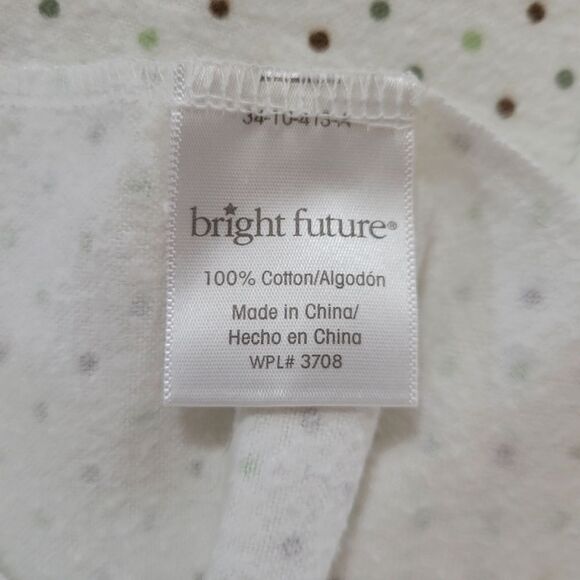 bright future®
100% Cotton/Algodón
Made in China/
Hecho en China
WPL# 3708